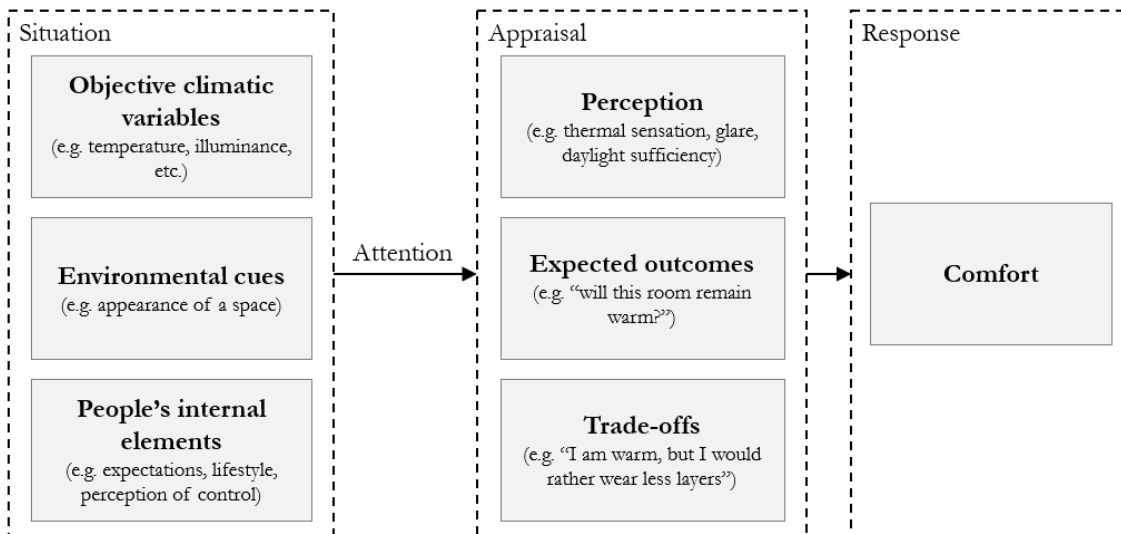 Situation
Objective climatic
variables
(e.g. temperature, illuminance,
etc.)
Environmental cues
(e.g. appearance of a space)
People’s internal
elements
(e.g. expectations, lifestyle,
perception of control)
Attention
Appraisal
Perception
(e.g. thermal sensation, glare,
daylight sufficiency)
Expected outcomes
(e.g. “will this room remain
warm?”)
Trade-offs
(e.g. “I am warm, but I would
rather wear less layers”)
Response
Comfort